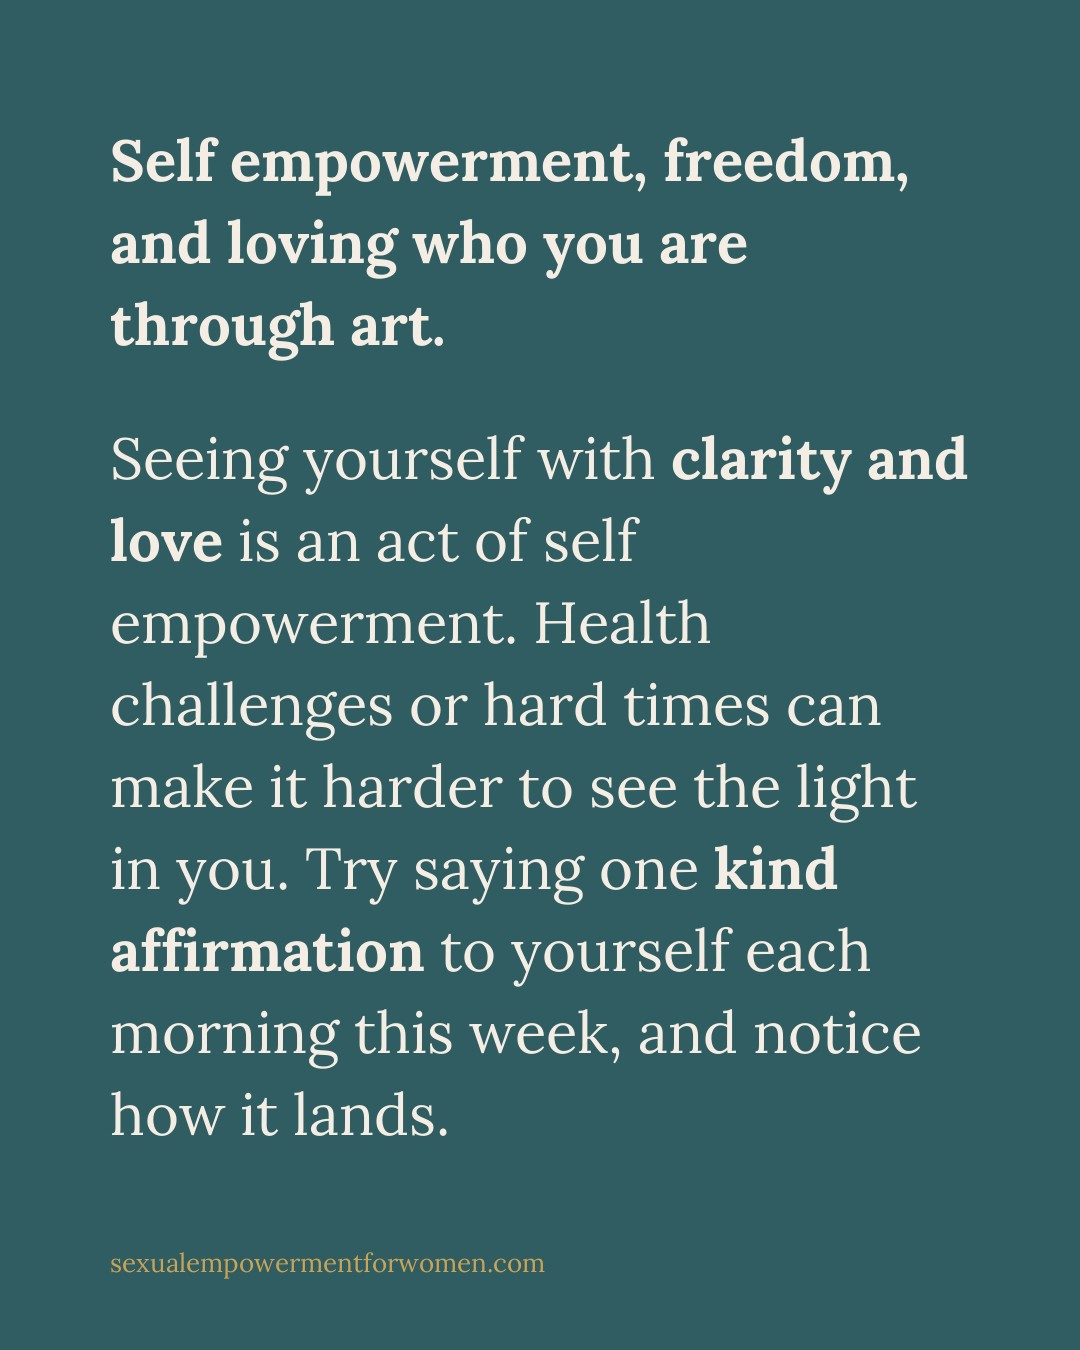 Self empowerment, freedom,
and loving who you are
through art.
Seeing yourself with clarity and
love is an act of self
empowerment. Health
challenges or hard times can
make it harder to see the light
in you. Try saying one kind
affirmation to yourself each
morning this week, and notice
how it lands.
sexualempowermentforwomen.com